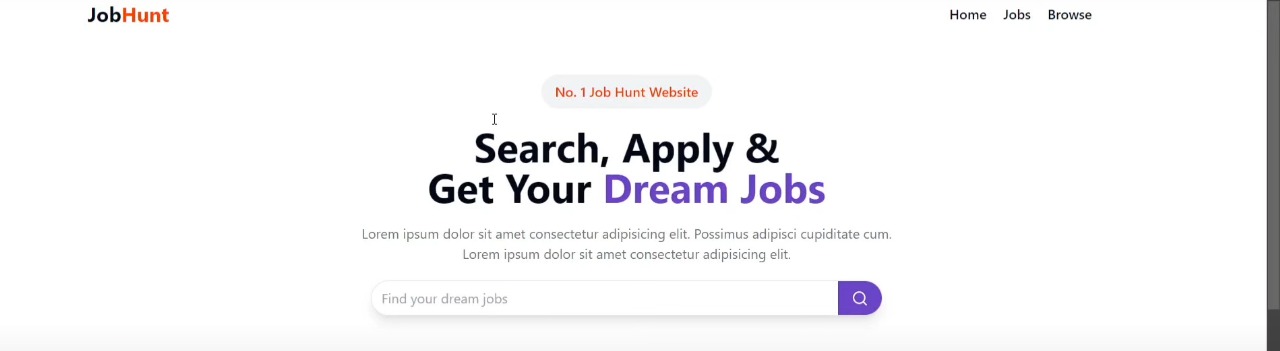 JobHunt
Home Jobs Browse
No. 1 Job Hunt Website
Search, Apply &
Get Your Dream Jobs
Lorem ipsum dolor sit amet consectetur adipisicing elit. Possimus adipisci cupiditate cum.
Lorem ipsum dolor sit amet consectetur adipisicing elit.
Find your dream jobs